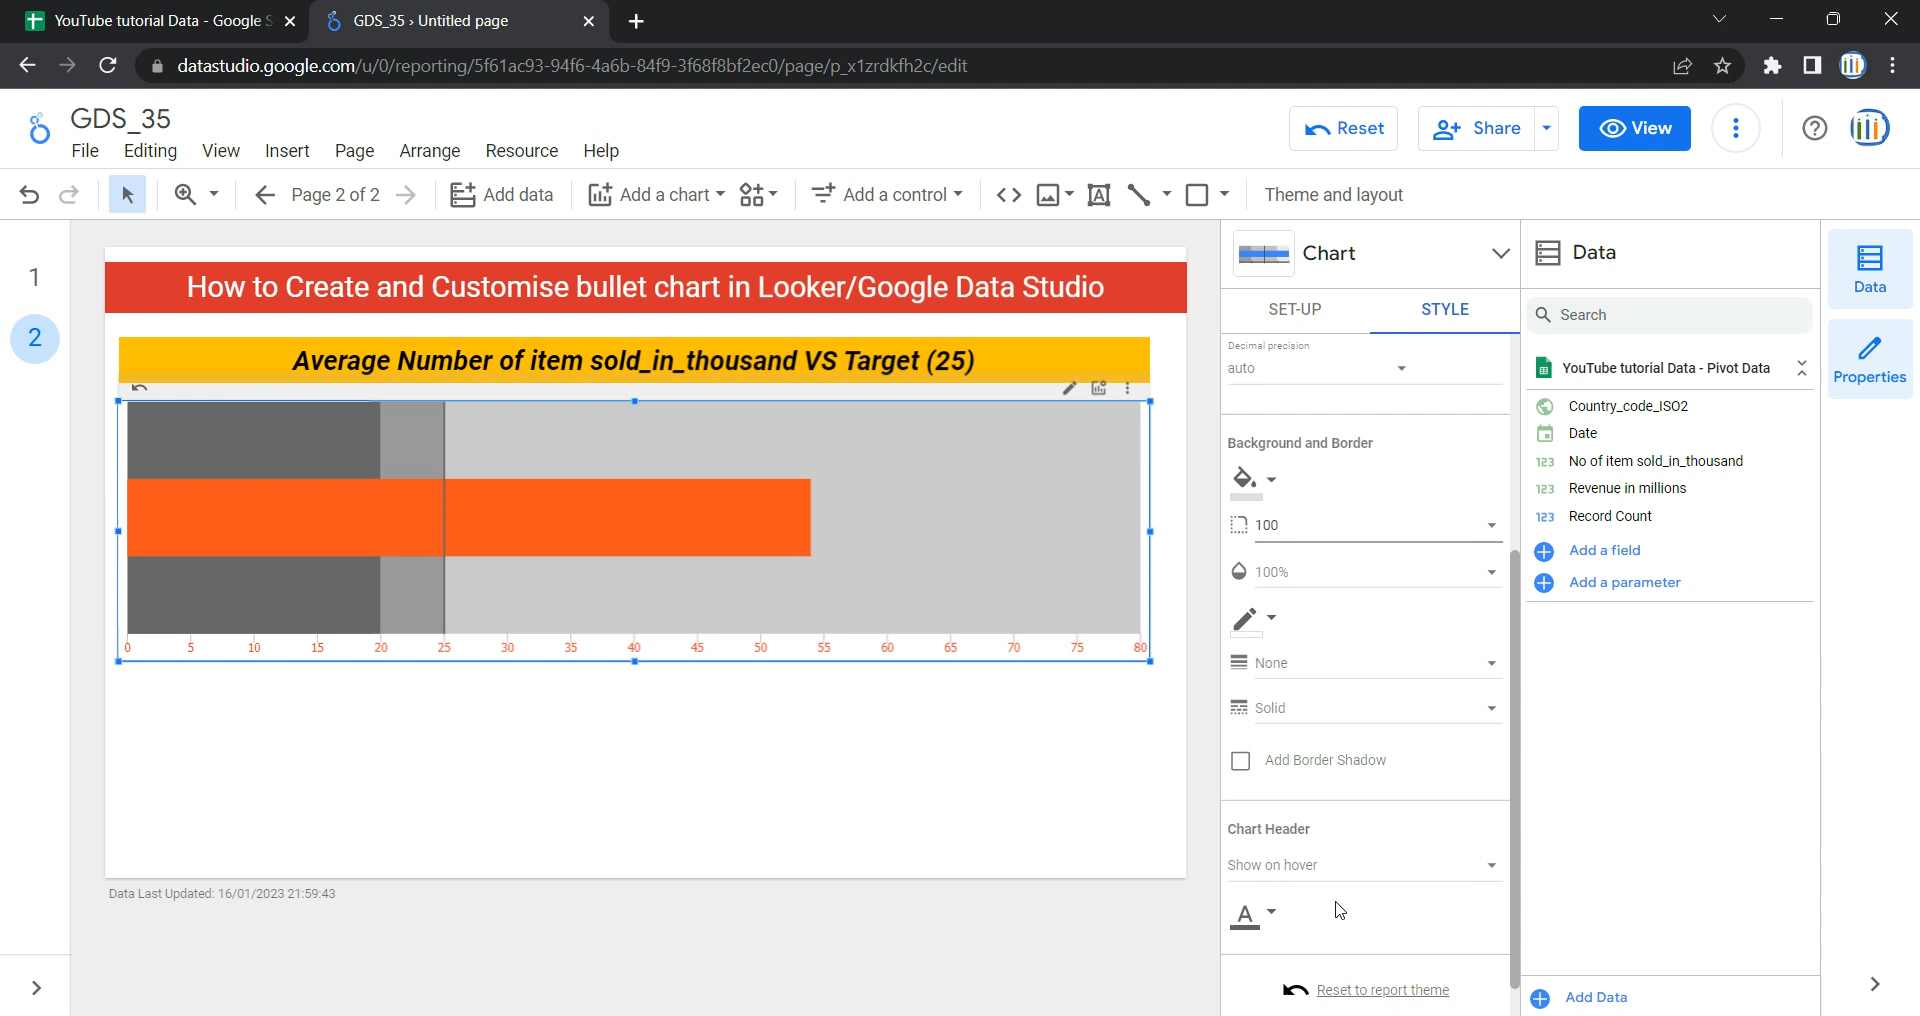 YouTube tutorial Data - Google S
GDS_35 › Untitled page
datastudio.google.com/u/0/reporting/5f61ac93-94f6-4a6b-84f9-3f68f8bf2ec0/page/p_x1zrdkfh2c/edit
GDS_35
Reset
Share
View
File Editing View Insert Page Arrange Resource Help
Page 2 of 2
Add data
Add a chart
Add a control
Theme and layout
1
2
How to Create and Customise bullet chart in Looker/Google Data Studio
Average Number of item sold_in_thousand VS Target (25)
0 5 10 15 20 25 30 35 40 45 50 55 60 65 70 75 80
Data Last Updated: 16/01/2023 21:59:43
Chart
SET-UP STYLE
Decimal precision
auto
Background and Border
100
100%
None
Solid
Add Border Shadow
Chart Header
Show on hover
A
Reset to report theme
Data
Search
YouTube tutorial Data - Pivot Data
Country_code_ISO2
Date
123 No of item sold_in_thousand
123 Revenue in millions
123 Record Count
Add a field
Add a parameter
Add Data
Data
Properties